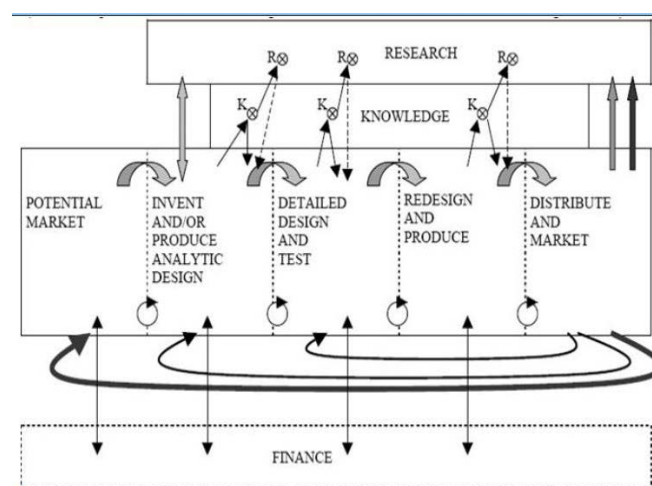 R
R
RESEARCH
R
K
K
KNOWLEDGE
K
POTENTIAL
MARKET
INVENT
AND/OR
PRODUCE
ANALYTIC
DESIGN
DETAILED
DESIGN
AND
TEST
REDESIGN
AND
PRODUCE
DISTRIBUTE
AND
MARKET
FINANCE